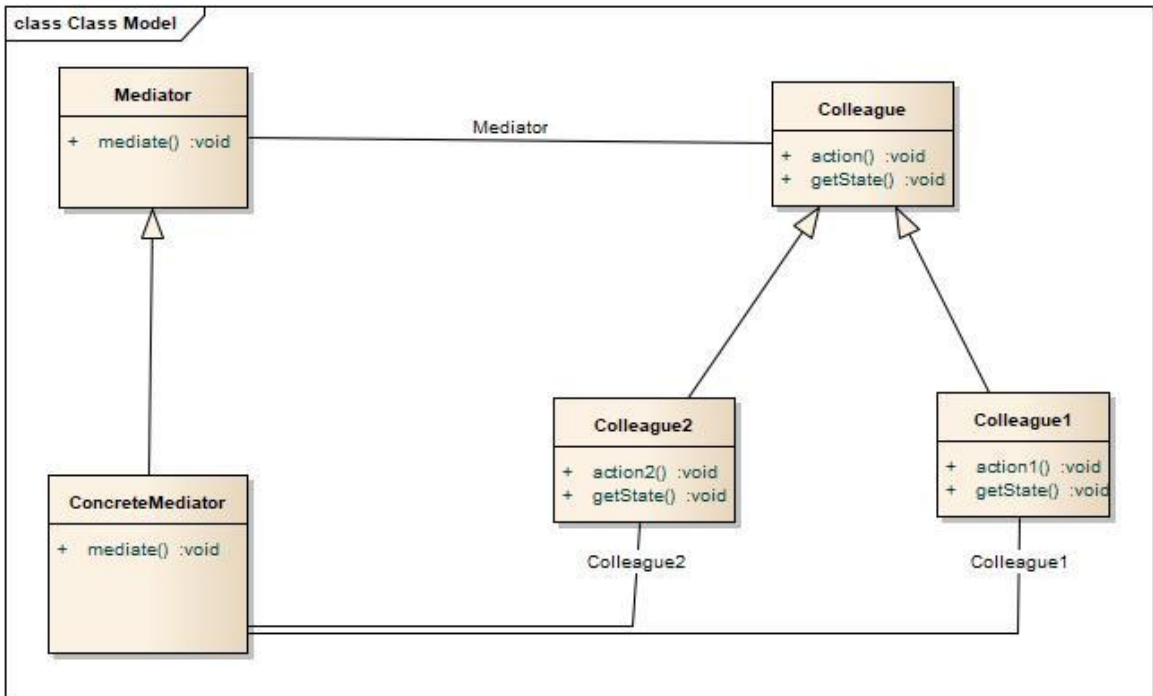 class Class Model
Mediator
+ mediate() :void
Mediator
Colleague
+ action() :void
+ getState() :void
Colleague2
+ action2() :void
+ getState() :void
Colleague1
+ action1() :void
+ getState() :void
ConcreteMediator
+ mediate() :void
Colleague2
Colleague1